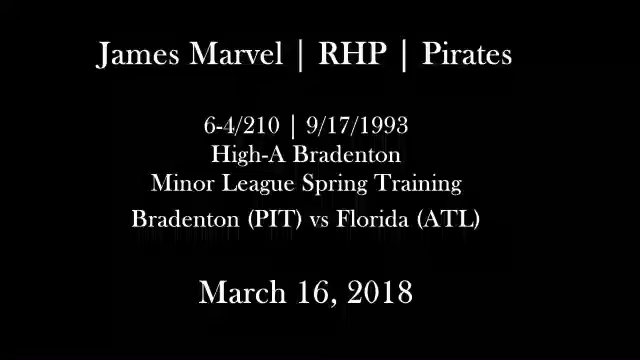 James Marvel | RHP | Pirates
6-4/210 | 9/17/1993
High-A Bradenton
Minor League Spring Training
Bradenton (PIT) vs Florida (ATL)
March 16, 2018